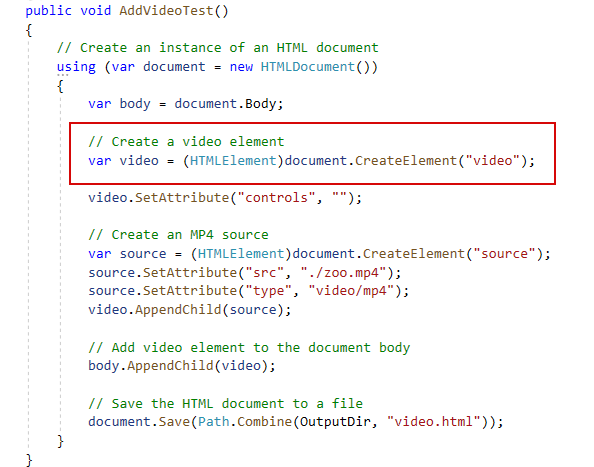 public void AddVideoTest()
{
// Create an instance of an HTML document
using (var document = new HTMLDocument())
{
var body = document.Body;
// Create a video element
var video = (HTMLElement)document.CreateElement("video");
video.SetAttribute("controls", "");
// Create an MP4 source
var source = (HTMLElement)document.CreateElement("source");
source.SetAttribute("src", "./zoo.mp4");
source.SetAttribute("type", "video/mp4");
video.AppendChild(source);
// Add video element to the document body
body.AppendChild(video);
// Save the HTML document to a file
document.Save(Path.Combine(OutputDir, "video.html"));
}
}